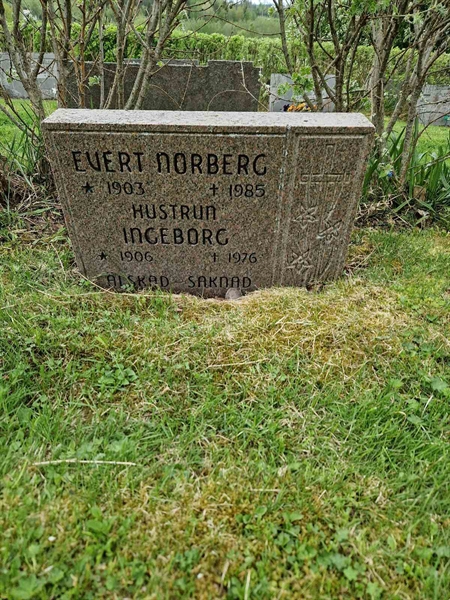 EVERT NORBERG
* 1903 † 1985
HUSTRUN
INGEBORG
* 1906 † 1976
ÄLSKAD SAKNAD